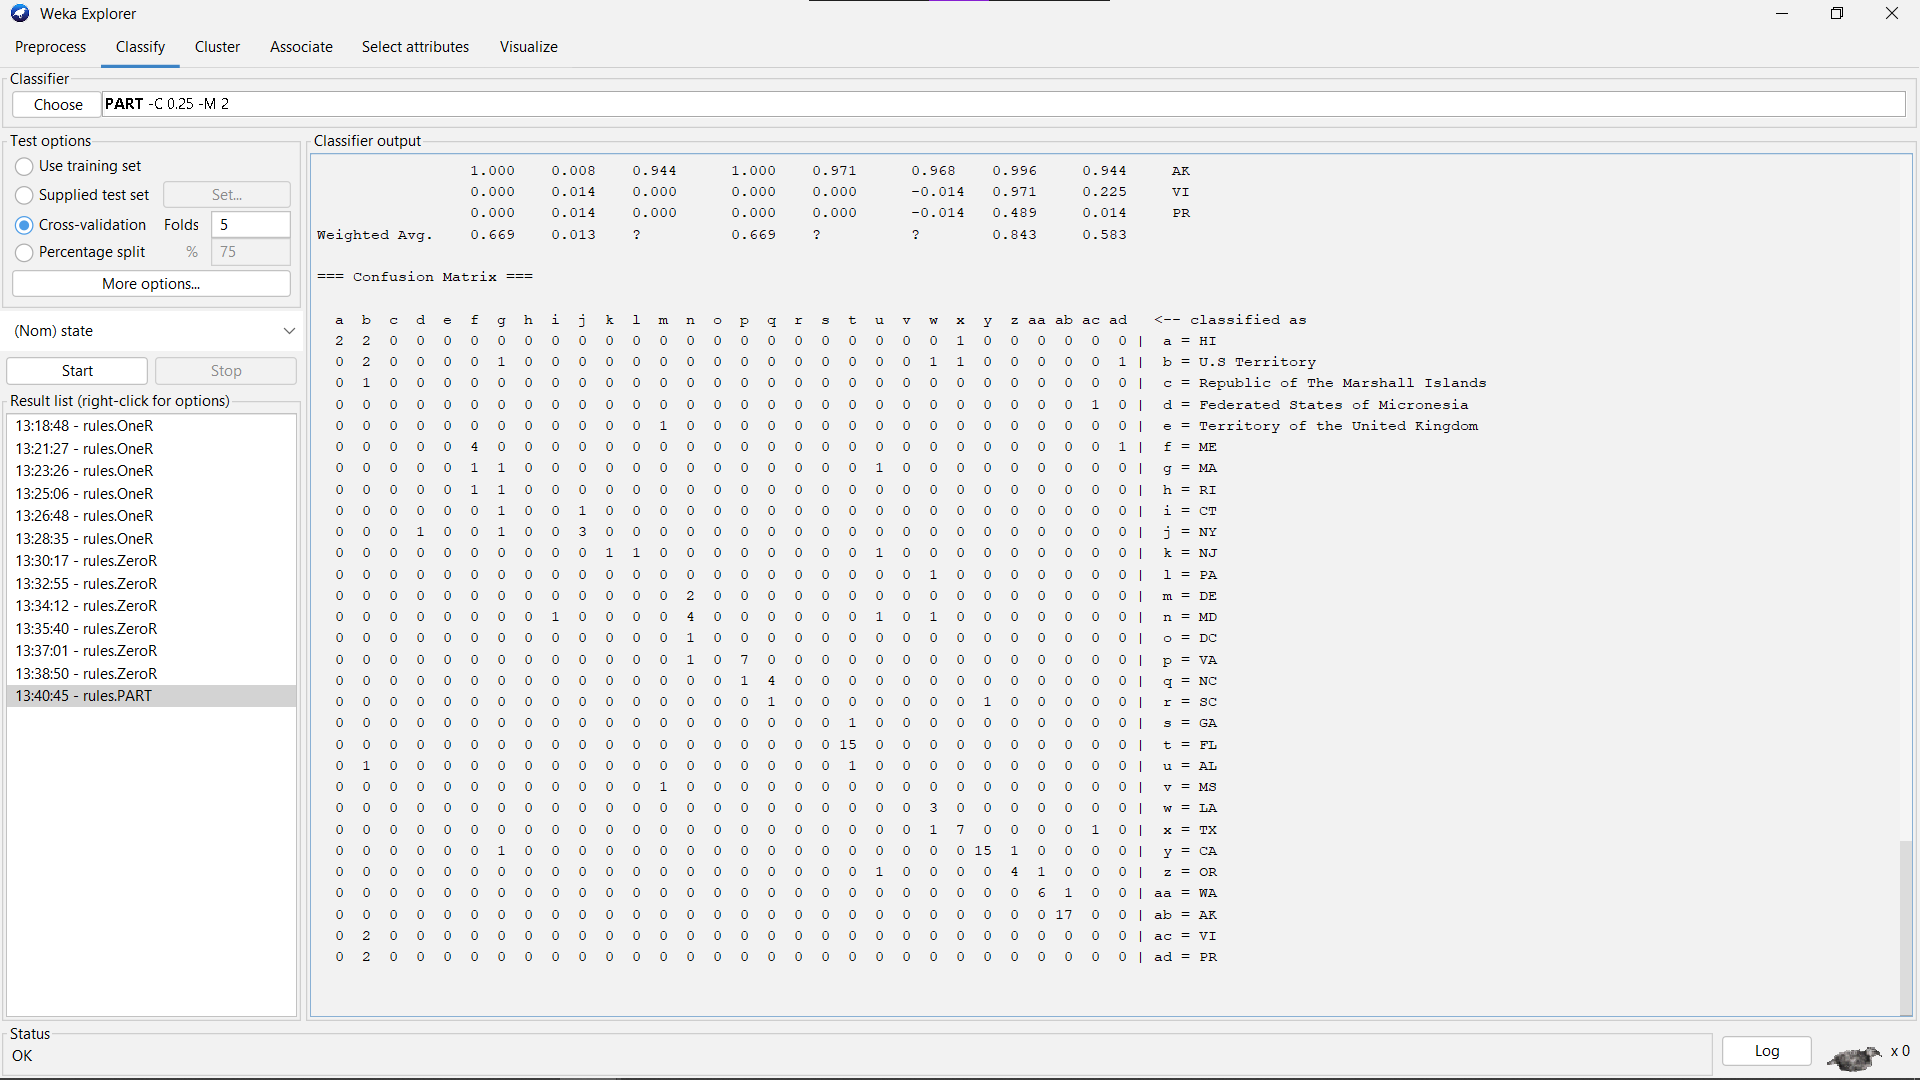 Weka Explorer
Preprocess Classify Cluster Associate Select attributes Visualize
Classifier
Choose PART -C 0.25 -M 2
Test options
Use training set
Supplied test set Set...
Cross-validation Folds 5
Percentage split % 75
More options...
(Nom) state
Start Stop
Result list (right-click for options)
13:18:48 - rules.OneR
13:21:27 - rules.OneR
13:23:26 - rules.OneR
13:25:06 - rules.OneR
13:26:48 - rules.OneR
13:28:35 - rules.OneR
13:30:17 - rules.ZeroR
13:32:55 - rules.ZeroR
13:34:12 - rules.ZeroR
13:35:40 - rules.ZeroR
13:37:01 - rules.ZeroR
13:38:50 - rules.ZeroR
13:40:45 - rules.PART
Classifier output
1.000 0.008 0.944 1.000 0.971 0.968 0.996 0.944 AK
0.000 0.014 0.000 0.000 0.000 -0.014 0.971 0.225 VI
0.000 0.014 0.000 0.000 0.000 -0.014 0.489 0.014 PR
Weighted Avg. 0.669 0.013 ? 0.669 ? ? 0.843 0.583
=== Confusion Matrix ===
a b c d e f g h i j k l m n o p q r s t u v w x y z aa ab ac ad <-- classified as
2 2 0 0 0 0 0 0 0 0 0 0 0 0 0 0 0 0 0 0 0 0 0 1 0 0 0 0 0 0 | a = HI
0 2 0 0 0 0 1 0 0 0 0 0 0 0 0 0 0 0 0 0 0 0 1 1 0 0 0 0 0 1 | b = U.S Territory
0 1 0 0 0 0 0 0 0 0 0 0 0 0 0 0 0 0 0 0 0 0 0 0 0 0 0 0 0 0 | c = Republic of The Marshall Islands
0 0 0 0 0 0 0 0 0 0 0 0 0 0 0 0 0 0 0 0 0 0 0 0 0 0 0 0 1 0 | d = Federated States of Micronesia
0 0 0 0 0 0 0 0 0 0 0 0 1 0 0 0 0 0 0 0 0 0 0 0 0 0 0 0 0 0 | e = Territory of the United Kingdom
0 0 0 0 0 4 0 0 0 0 0 0 0 0 0 0 0 0 0 0 0 0 0 0 0 0 0 0 0 1 | f = ME
0 0 0 0 0 1 1 0 0 0 0 0 0 0 0 0 0 0 0 0 1 0 0 0 0 0 0 0 0 0 | g = MA
0 0 0 0 0 1 1 0 0 0 0 0 0 0 0 0 0 0 0 0 0 0 0 0 0 0 0 0 0 0 | h = RI
0 0 0 0 0 0 1 0 0 1 0 0 0 0 0 0 0 0 0 0 0 0 0 0 0 0 0 0 0 0 | i = CT
0 0 0 1 0 0 1 0 0 3 0 0 0 0 0 0 0 0 0 0 0 0 0 0 0 0 0 0 0 0 | j = NY
0 0 0 0 0 0 0 0 0 0 1 1 0 0 0 0 0 0 0 0 1 0 0 0 0 0 0 0 0 0 | k = NJ
0 0 0 0 0 0 0 0 0 0 0 0 0 0 0 0 0 0 0 0 0 0 1 0 0 0 0 0 0 0 | l = PA
0 0 0 0 0 0 0 0 0 0 0 0 0 2 0 0 0 0 0 0 0 0 0 0 0 0 0 0 0 0 | m = DE
0 0 0 0 0 0 0 0 1 0 0 0 0 4 0 0 0 0 0 0 1 0 1 0 0 0 0 0 0 0 | n = MD
0 0 0 0 0 0 0 0 0 0 0 0 0 1 0 0 0 0 0 0 0 0 0 0 0 0 0 0 0 0 | o = DC
0 0 0 0 0 0 0 0 0 0 0 0 0 1 0 7 0 0 0 0 0 0 0 0 0 0 0 0 0 0 | p = VA
0 0 0 0 0 0 0 0 0 0 0 0 0 0 0 1 4 0 0 0 0 0 0 0 0 0 0 0 0 0 | q = NC
0 0 0 0 0 0 0 0 0 0 0 0 0 0 0 0 1 0 0 0 0 0 0 0 1 0 0 0 0 0 | r = SC
0 0 0 0 0 0 0 0 0 0 0 0 0 0 0 0 0 0 0 1 0 0 0 0 0 0 0 0 0 0 | s = GA
0 0 0 0 0 0 0 0 0 0 0 0 0 0 0 0 0 0 0 15 0 0 0 0 0 0 0 0 0 0 | t = FL
0 1 0 0 0 0 0 0 0 0 0 0 0 0 0 0 0 0 0 1 0 0 0 0 0 0 0 0 0 0 | u = AL
0 0 0 0 0 0 0 0 0 0 0 0 1 0 0 0 0 0 0 0 0 0 0 0 0 0 0 0 0 0 | v = MS
0 0 0 0 0 0 0 0 0 0 0 0 0 0 0 0 0 0 0 0 0 0 3 0 0 0 0 0 0 0 | w = LA
0 0 0 0 0 0 0 0 0 0 0 0 0 0 0 0 0 0 0 0 0 0 1 7 0 0 0 0 1 0 | x = TX
0 0 0 0 0 0 1 0 0 0 0 0 0 0 0 0 0 0 0 0 0 0 0 0 15 1 0 0 0 0 | y = CA
0 0 0 0 0 0 0 0 0 0 0 0 0 0 0 0 0 0 0 0 1 0 0 0 0 4 1 0 0 0 | z = OR
0 0 0 0 0 0 0 0 0 0 0 0 0 0 0 0 0 0 0 0 0 0 0 0 0 0 6 1 0 0 | aa = WA
0 0 0 0 0 0 0 0 0 0 0 0 0 0 0 0 0 0 0 0 0 0 0 0 0 0 0 17 0 0 | ab = AK
0 2 0 0 0 0 0 0 0 0 0 0 0 0 0 0 0 0 0 0 0 0 0 0 0 0 0 0 0 0 | ac = VI
0 2 0 0 0 0 0 0 0 0 0 0 0 0 0 0 0 0 0 0 0 0 0 0 0 0 0 0 0 0 | ad = PR
Status
OK
Log x 0